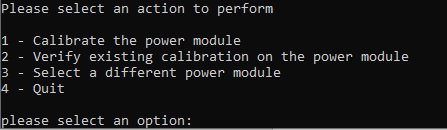 Please select an action to perform
1 - Calibrate the power module
2 - Verify existing calibration on the power module
3 - Select a different power module
4 - Quit
please select an option: